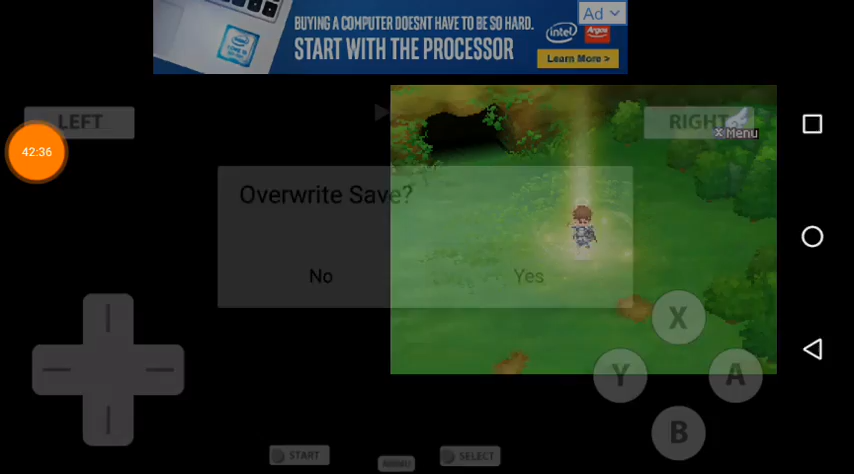 BUYING A COMPUTER DOESNT HAVE TO BE SO HARD.
START WITH THE PROCESSOR
intel
Argos
Learn More >
Ad
LEFT
RIGHT
X Menu
42:36
Overwrite Save?
No
Yes
X
Y
A
B
START
SELECT